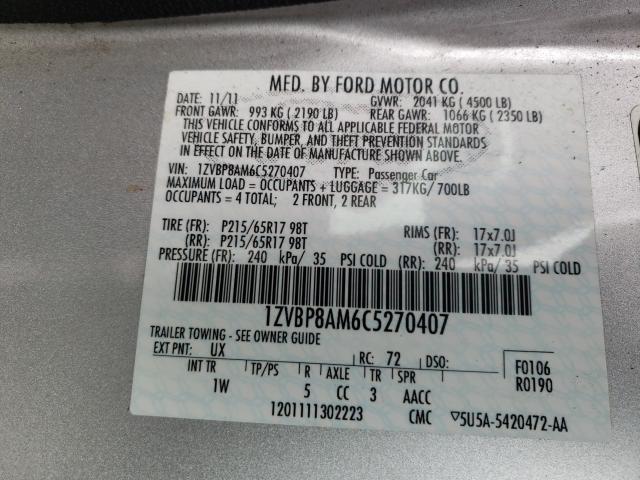 MFD. BY FORD MOTOR CO.
DATE: 11/11 GVWR: 2041 KG ( 4500 LB)
FRONT GAWR: 993 KG ( 2190 LB) REAR GAWR: 1066 KG ( 2350 LB)
THIS VEHICLE CONFORMS TO ALL APPLICABLE FEDERAL MOTOR
VEHICLE SAFETY, BUMPER, AND THEFT PREVENTION STANDARDS
IN EFFECT ON THE DATE OF MANUFACTURE SHOWN ABOVE.
VIN: 1ZVBP8AM6C5270407 TYPE: Passenger Car
MAXIMUM LOAD = OCCUPANTS + LUGGAGE = 317KG/ 700LB
OCCUPANTS = 4 TOTAL; 2 FRONT, 2 REAR
TIRE (FR): P215/65R17 98T RIMS (FR): 17x7.0J
(RR): P215/65R17 98T (RR): 17x7.0J
PRESSURE (FR): 240 kPa/ 35 PSI COLD (RR): 240 kPa/ 35 PSI COLD
1ZVBP8AM6C5270407
TRAILER TOWING - SEE OWNER GUIDE
EXT PNT: UX RC: 72 DSO: F0106
INT TR TP/PS R AXLE TR SPR R0190
1W 5 CC 3 AACC
1201111302223 CMC ▽5U5A-5420472-AA